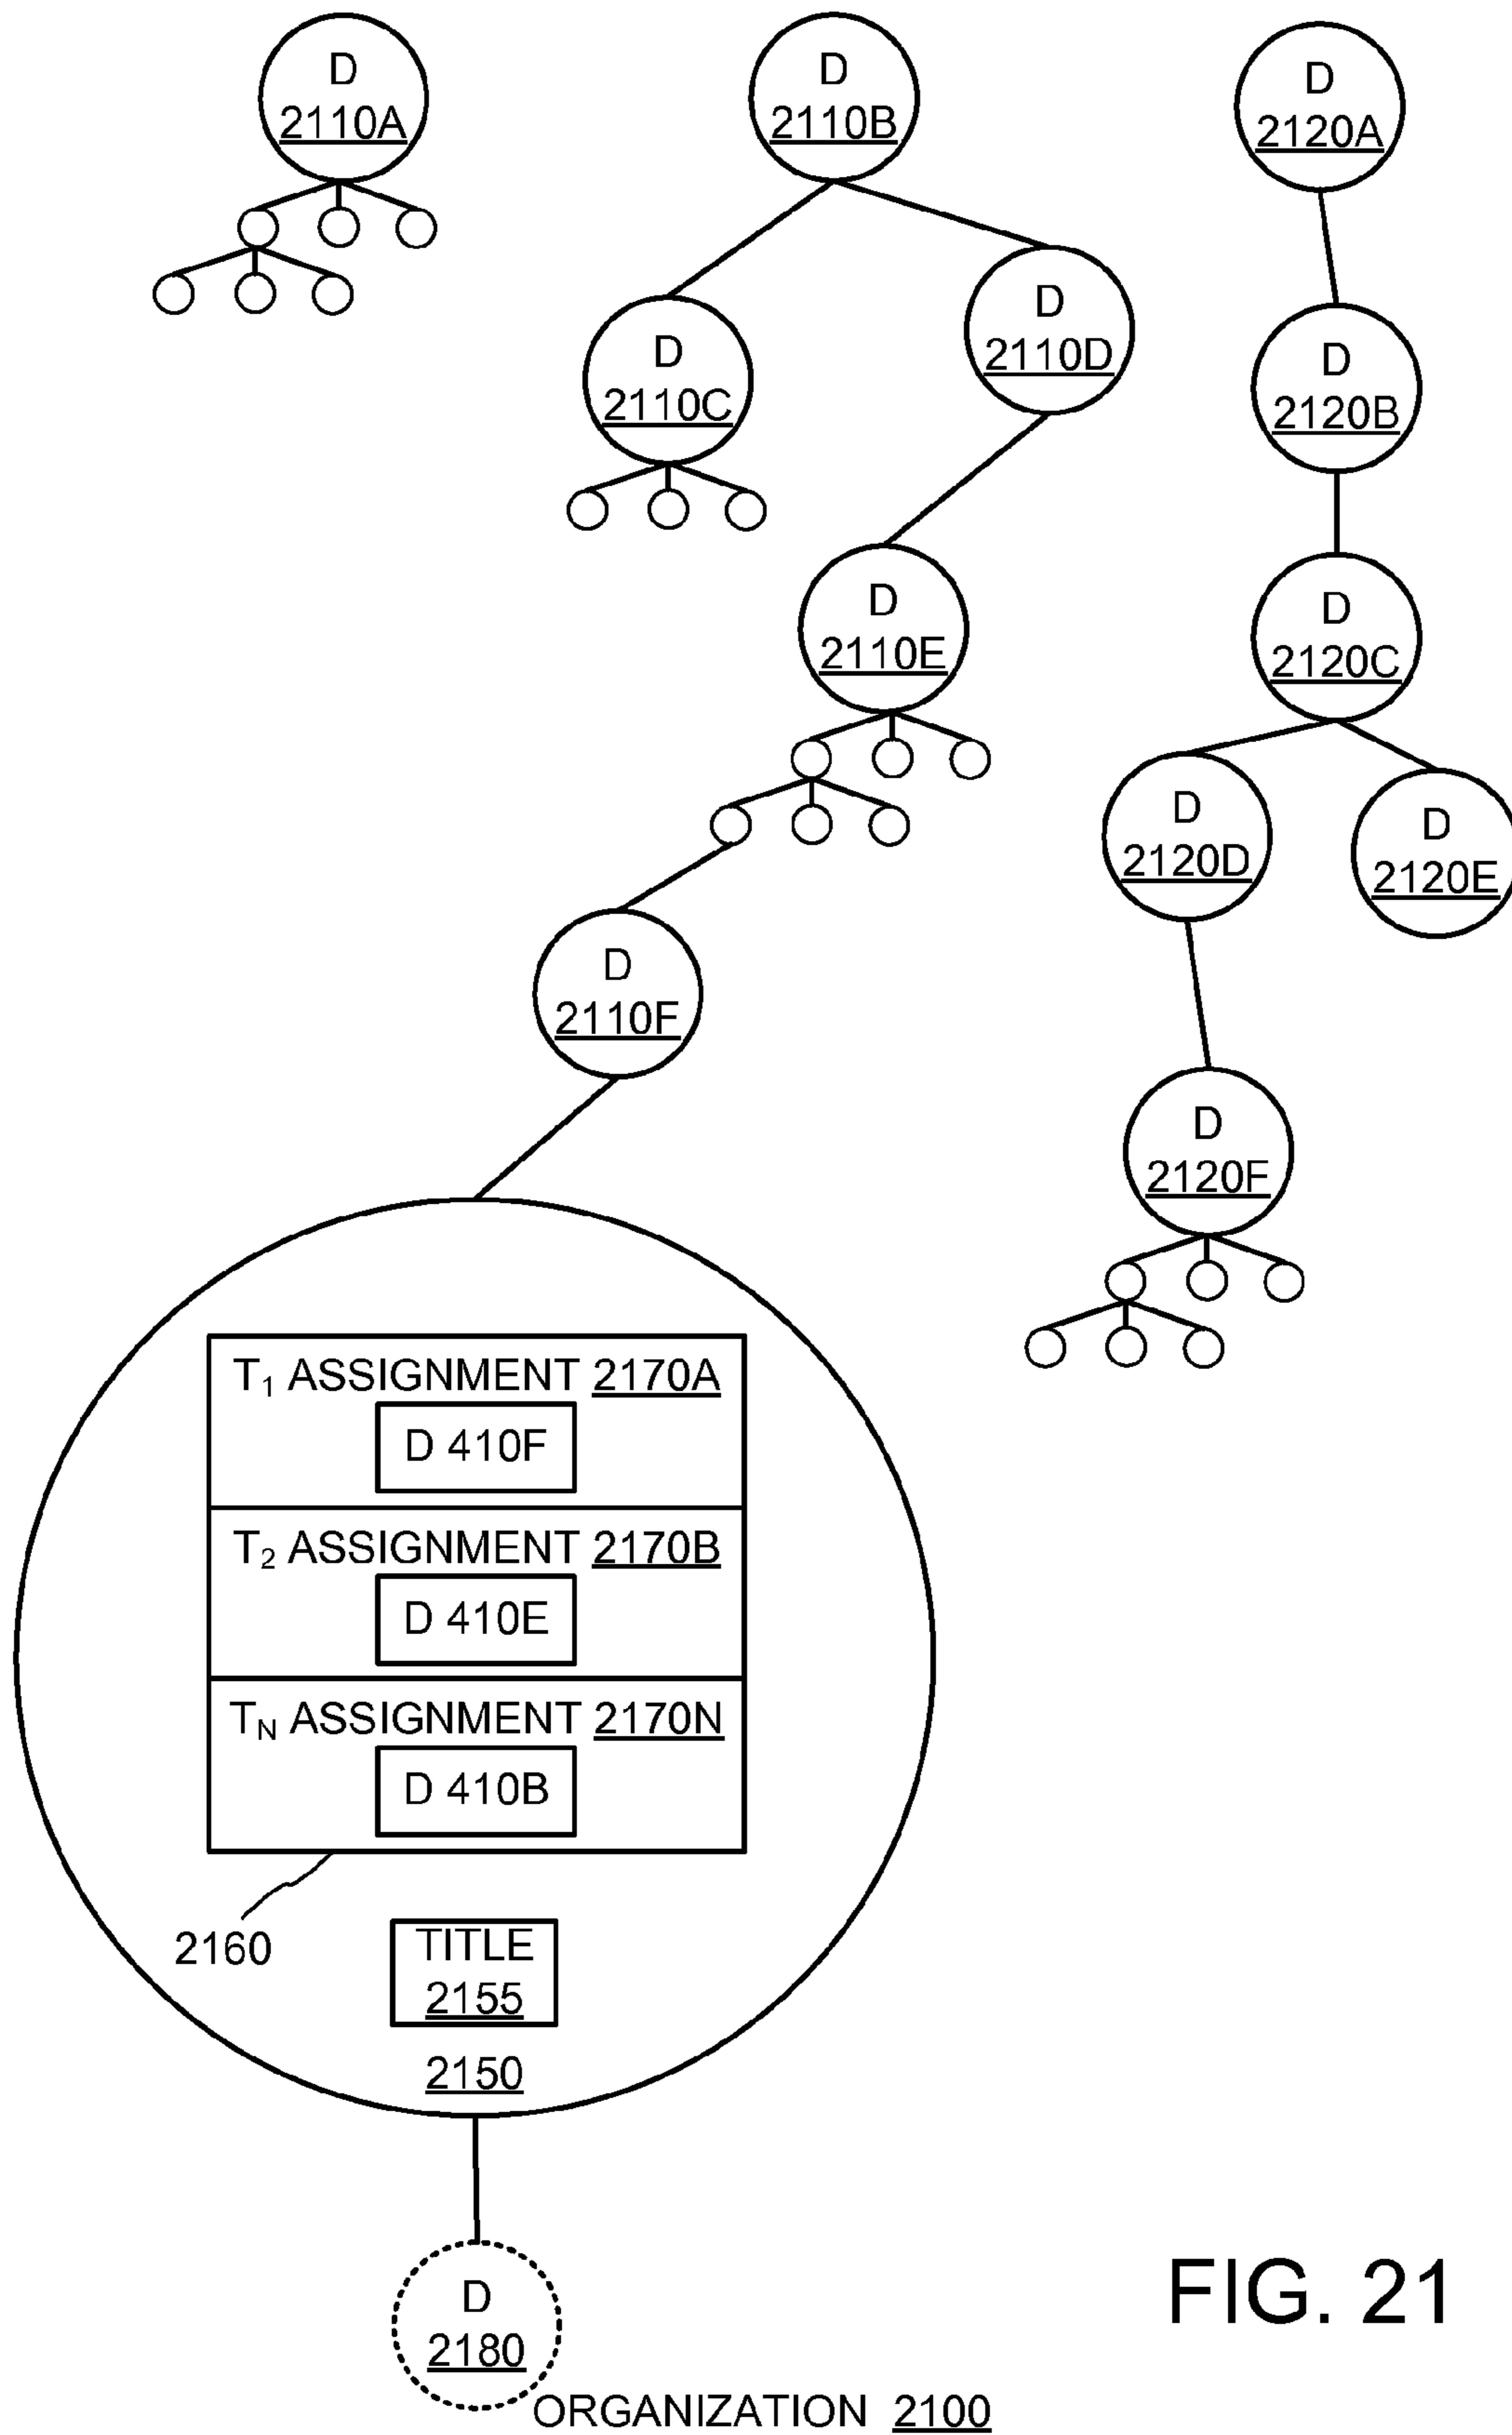 D
2110A
D
2110B
D
2120A
D
2110C
D
2110D
D
2120B
D
2110E
D
2120C
D
2120D
D
2120E
D
2110F
D
2120F
T1 ASSIGNMENT 2170A
D 410F
T2 ASSIGNMENT 2170B
D 410E
TN ASSIGNMENT 2170N
D 410B
2160
TITLE
2155
2150
D
2180
FIG. 21
ORGANIZATION 2100